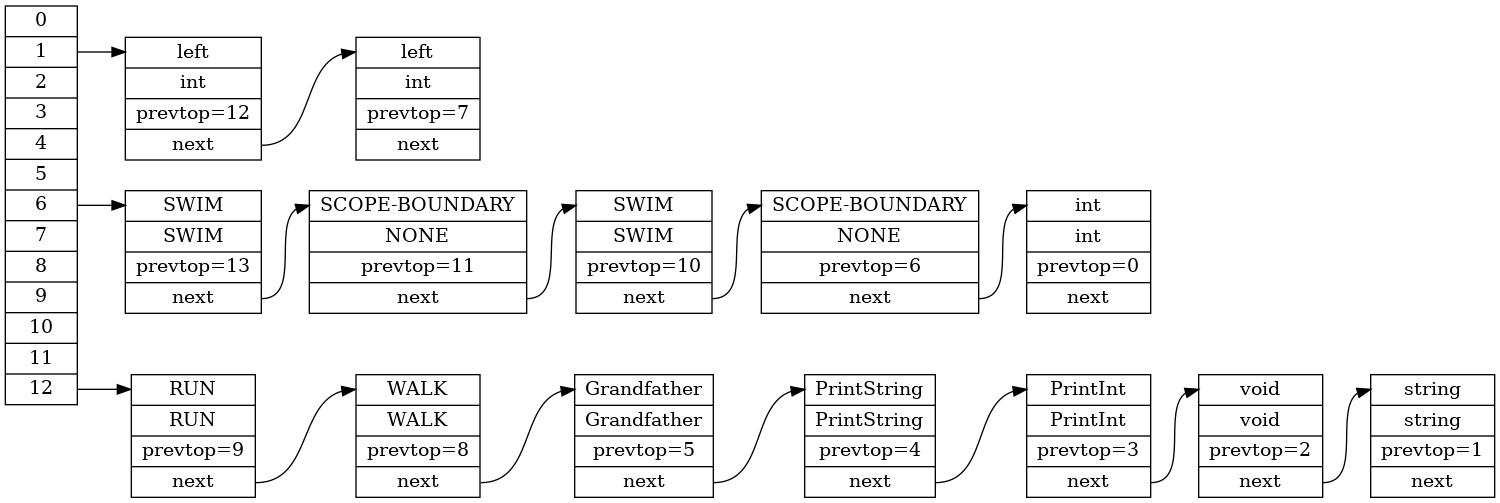 0
1
2
3
4
5
6
7
8
9
10
11
12
left
int
prevtop=12
next
left
int
prevtop=7
next
SWIM
SWIM
prevtop=13
next
SCOPE-BOUNDARY
NONE
prevtop=11
next
SWIM
SWIM
prevtop=10
next
SCOPE-BOUNDARY
NONE
prevtop=6
next
int
int
prevtop=0
next
RUN
RUN
prevtop=9
next
WALK
WALK
prevtop=8
next
Grandfather
Grandfather
prevtop=5
next
PrintString
PrintString
prevtop=4
next
PrintInt
PrintInt
prevtop=3
next
void
void
prevtop=2
next
string
string
prevtop=1
next